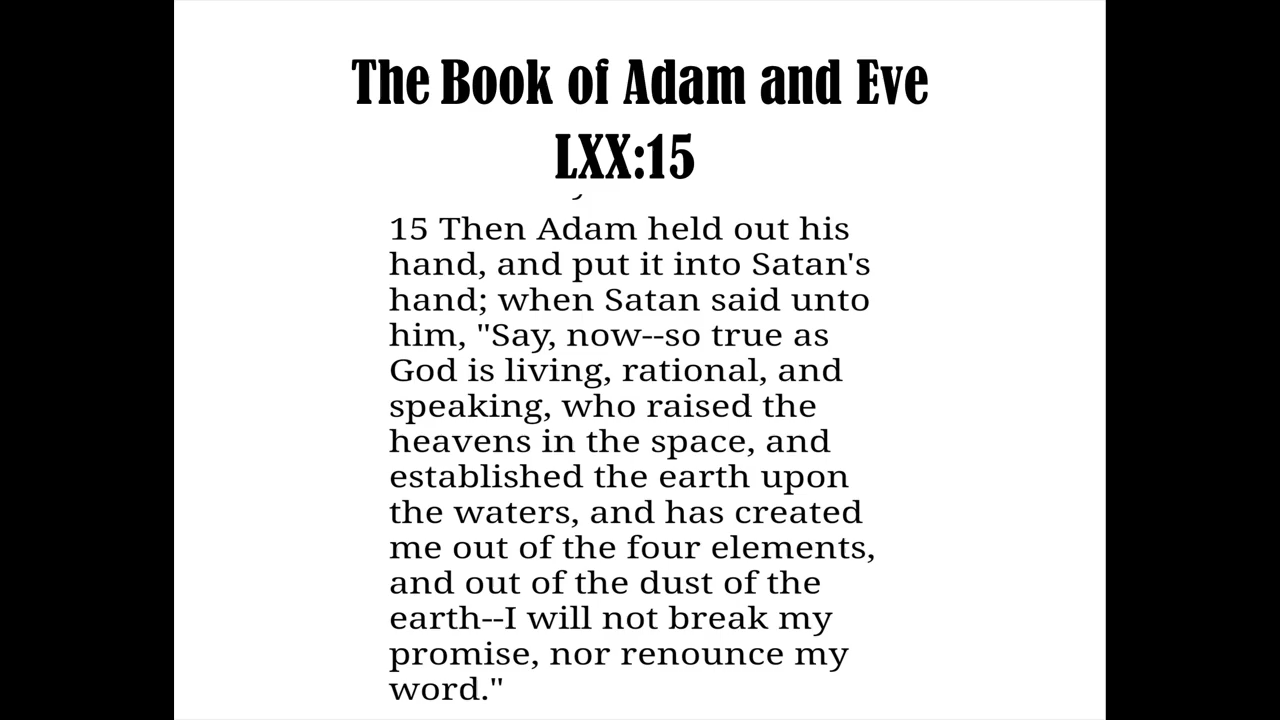 The Book of Adam and Eve
LXX:15
15 Then Adam held out his
hand, and put it into Satan's
hand; when Satan said unto
him, "Say, now--so true as
God is living, rational, and
speaking, who raised the
heavens in the space, and
established the earth upon
the waters, and has created
me out of the four elements,
and out of the dust of the
earth--I will not break my
promise, nor renounce my
word."